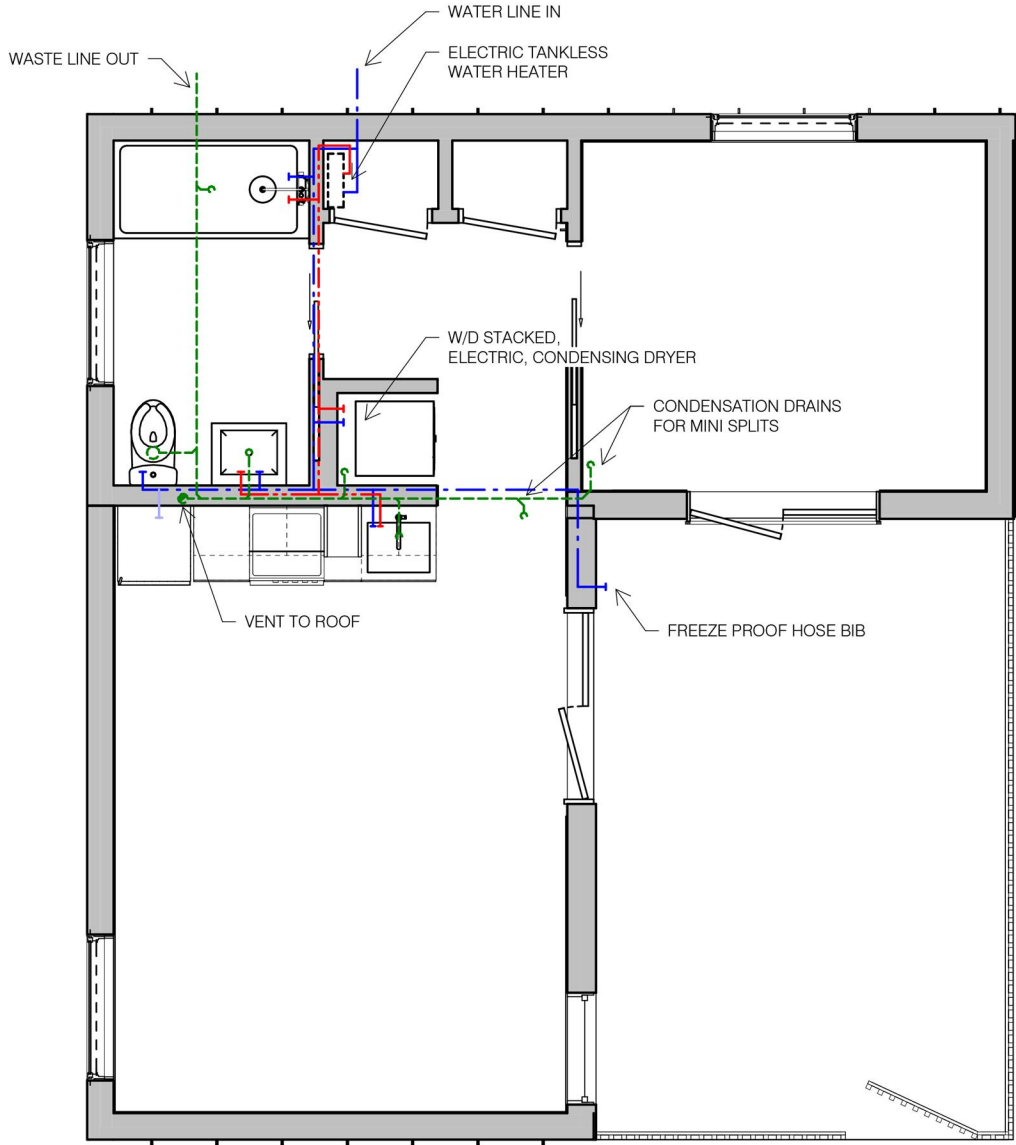 WATER LINE IN
WASTE LINE OUT
ELECTRIC TANKLESS
WATER HEATER
W/D STACKED,
ELECTRIC, CONDENSING DRYER
CONDENSATION DRAINS
FOR MINI SPLITS
VENT TO ROOF
FREEZE PROOF HOSE BIB